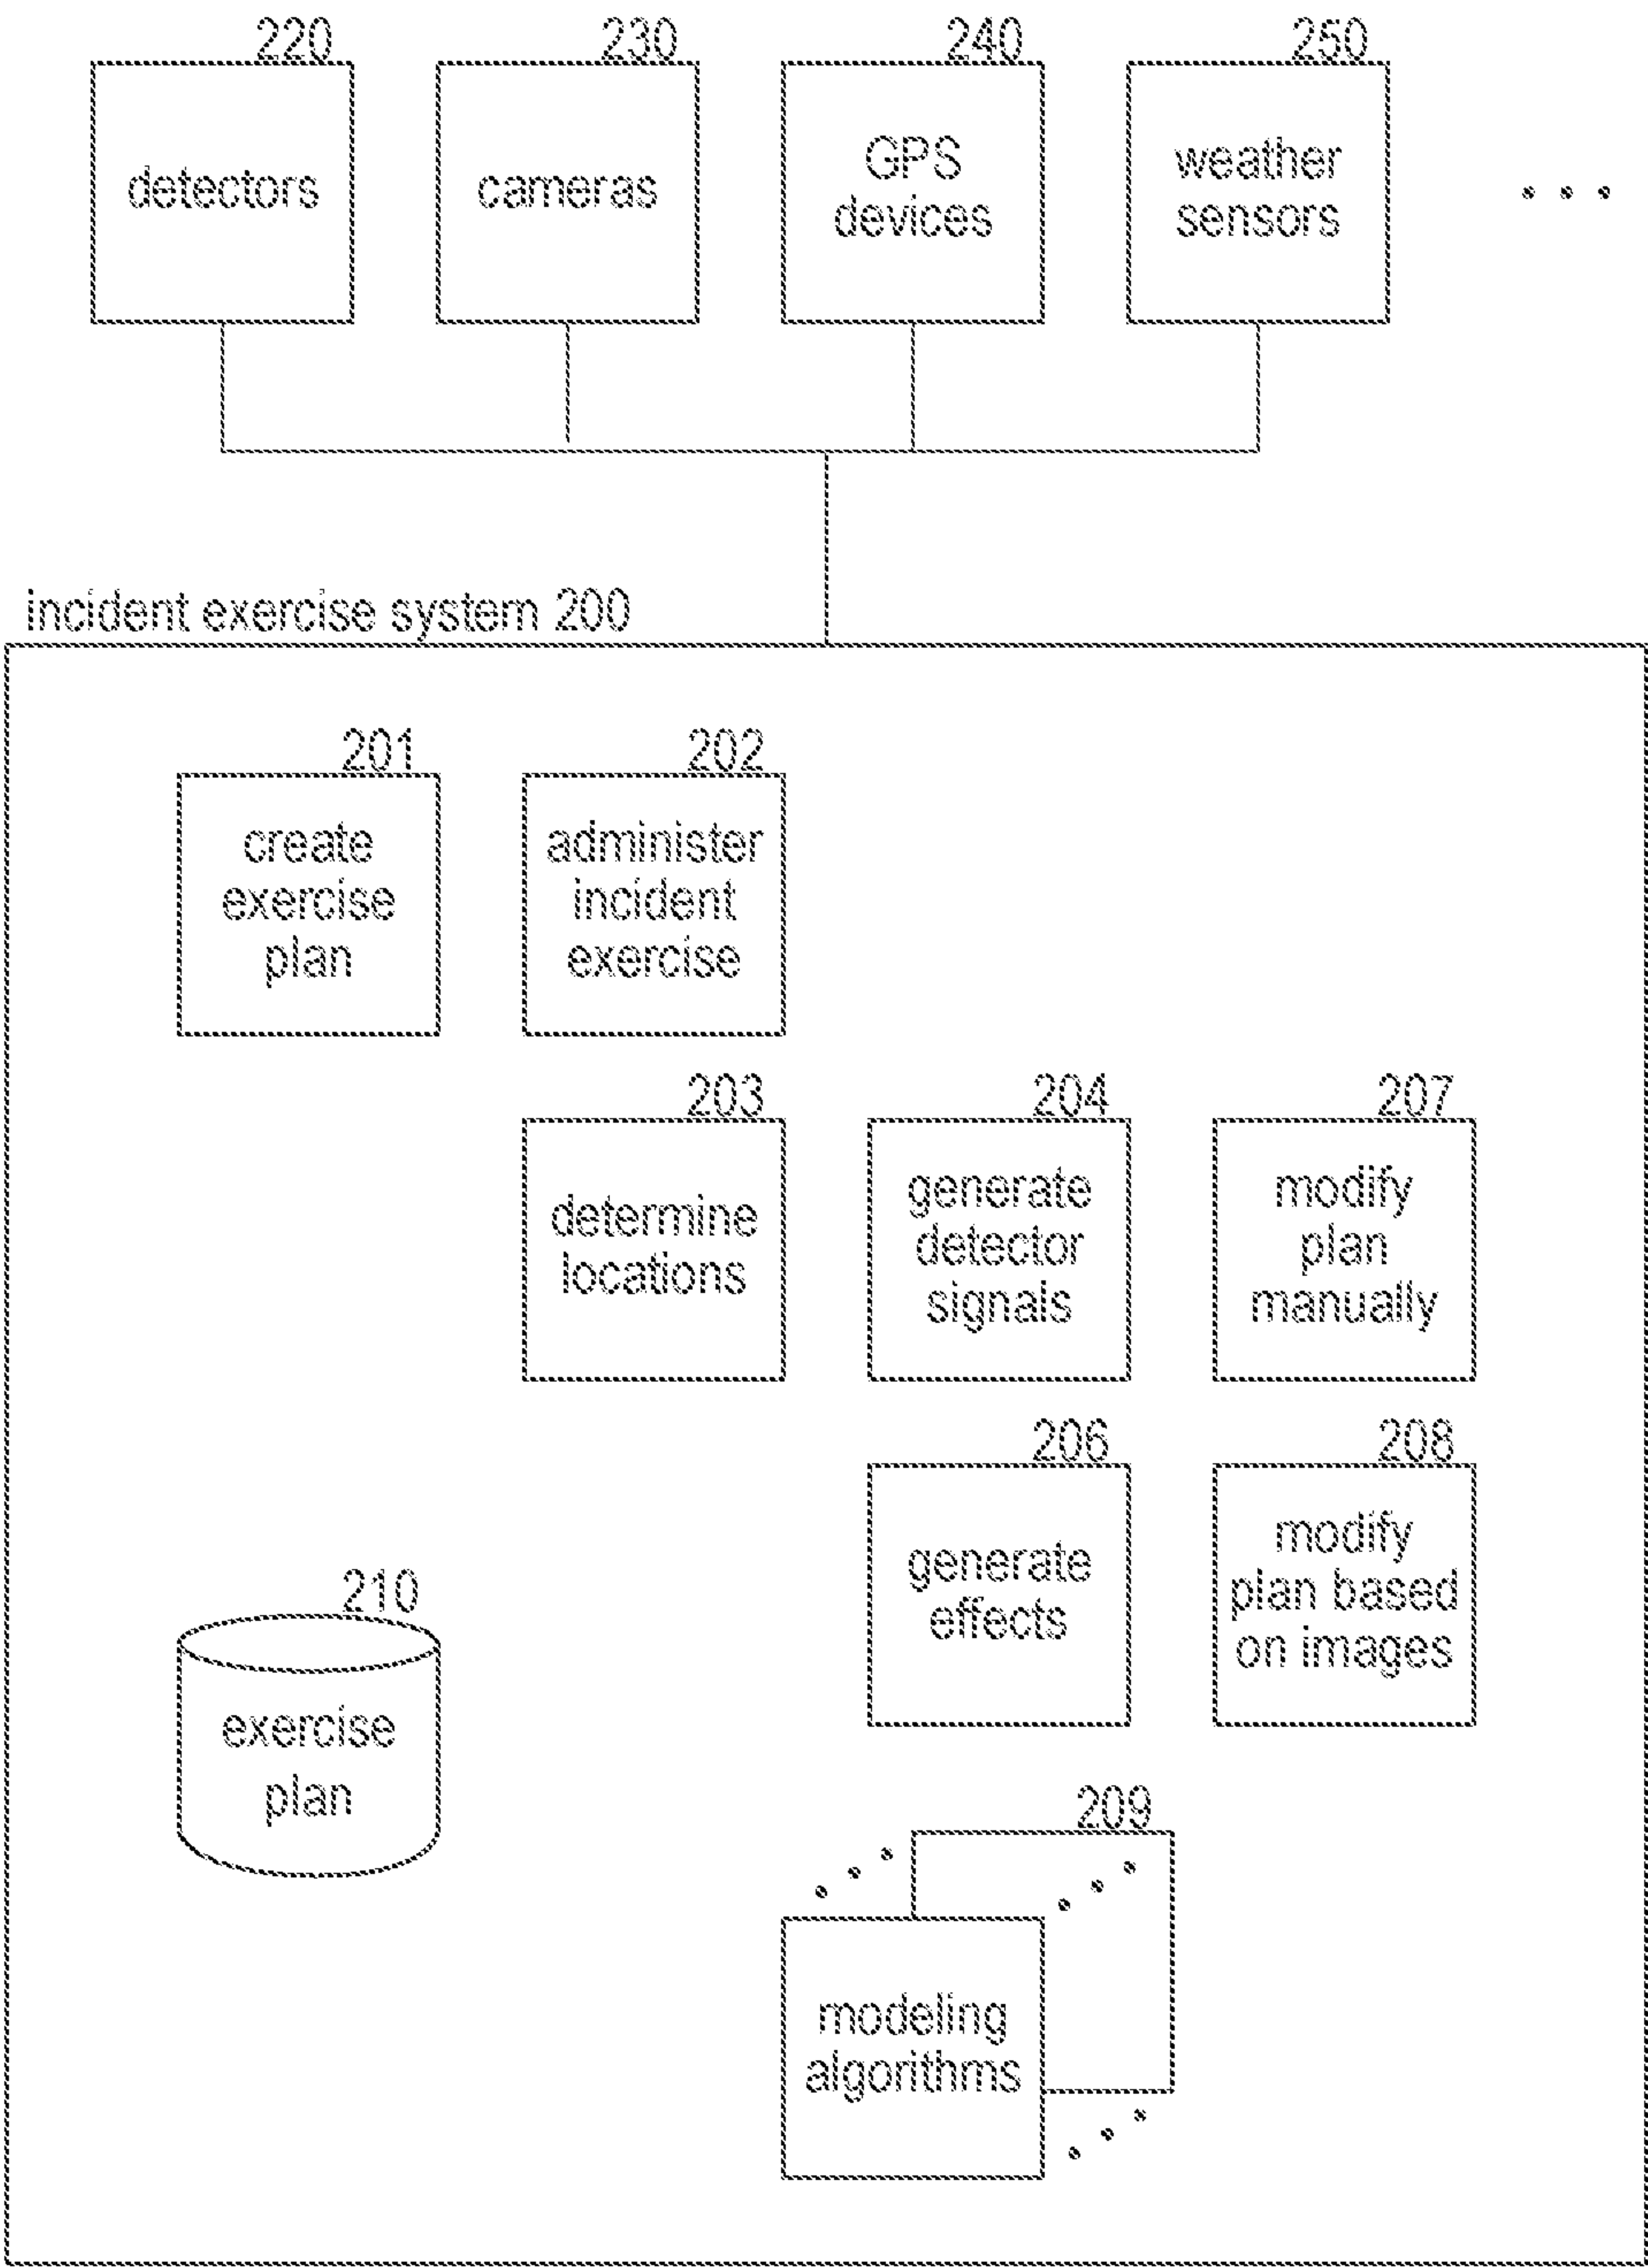 220
230
240
250
detectors
cameras
GPS
devices
weather
sensors
incident exercise system 200
201
202
create
exercise
plan
administer
incident
exercise
203
204
207
determine
locations
generate
detector
signals
modify
plan
manually
206
208
generate
effects
modify
plan based
on images
210
exercise
plan
209
modeling
algorithms